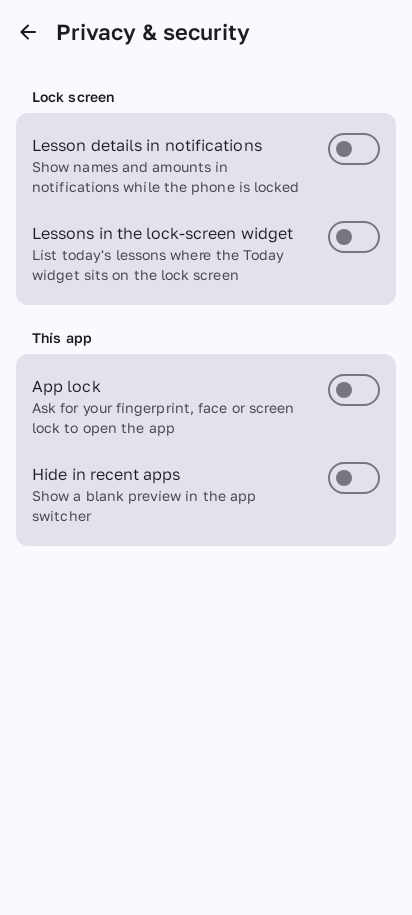 Privacy & security
Lock screen
Lesson details in notifications
Show names and amounts in
notifications while the phone is locked
Lessons in the lock-screen widget
List today's lessons where the Today
widget sits on the lock screen
This app
App lock
Ask for your fingerprint, face or screen
lock to open the app
Hide in recent apps
Show a blank preview in the app
switcher